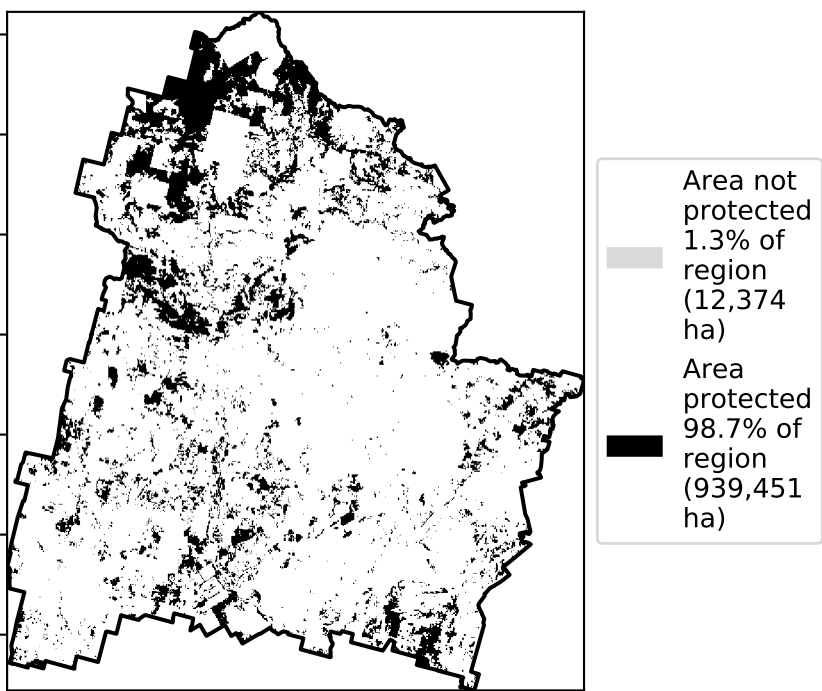 Area not
protected
1.3% of
region
(12,374
ha)
Area
protected
98.7% of
region
(939,451
ha)